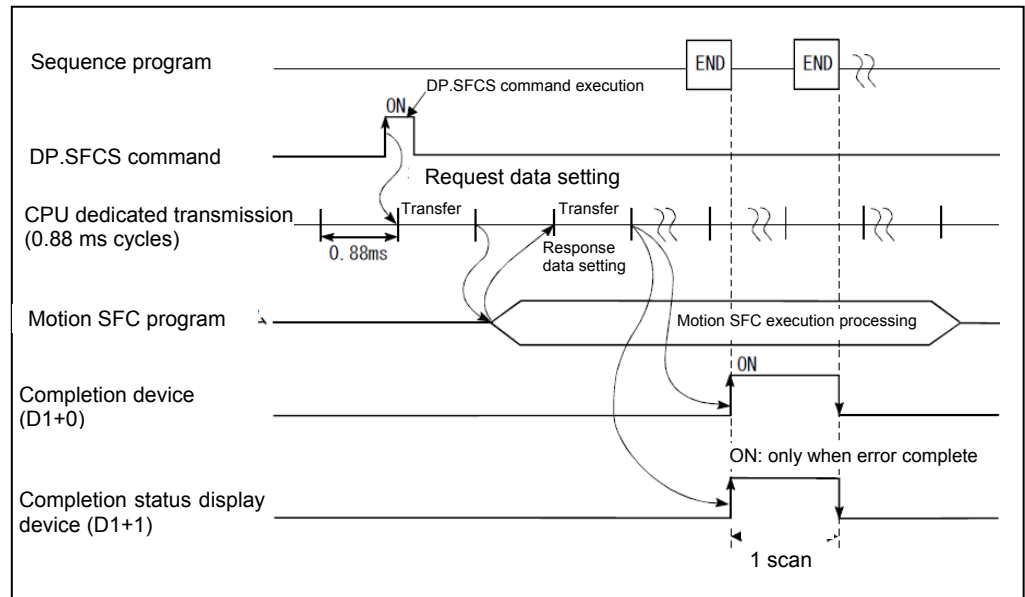 Sequence program
END
END
DP.SFCS command execution
ON
DP.SFCS command
Request data setting
CPU dedicated transmission
(0.88 ms cycles)
Transfer
Transfer
0.88ms
Response
data setting
Motion SFC program
Motion SFC execution processing
Completion device
(D1+0)
ON
ON: only when error complete
Completion status display
device (D1+1)
1 scan